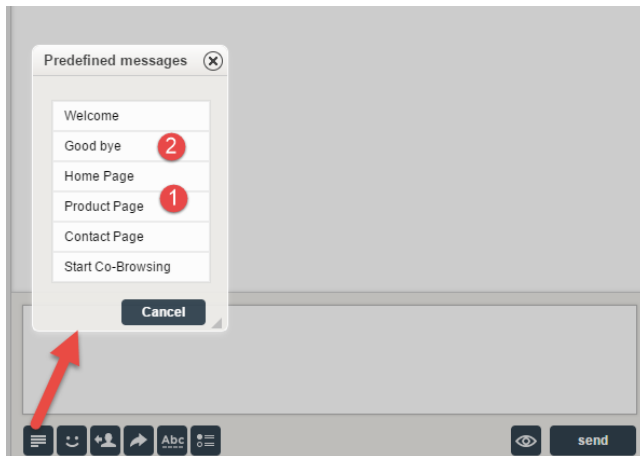 Predefined messages
Welcome
Good bye
2
Home Page
1
Product Page
Contact Page
Start Co-Browsing
Cancel
Abc
send